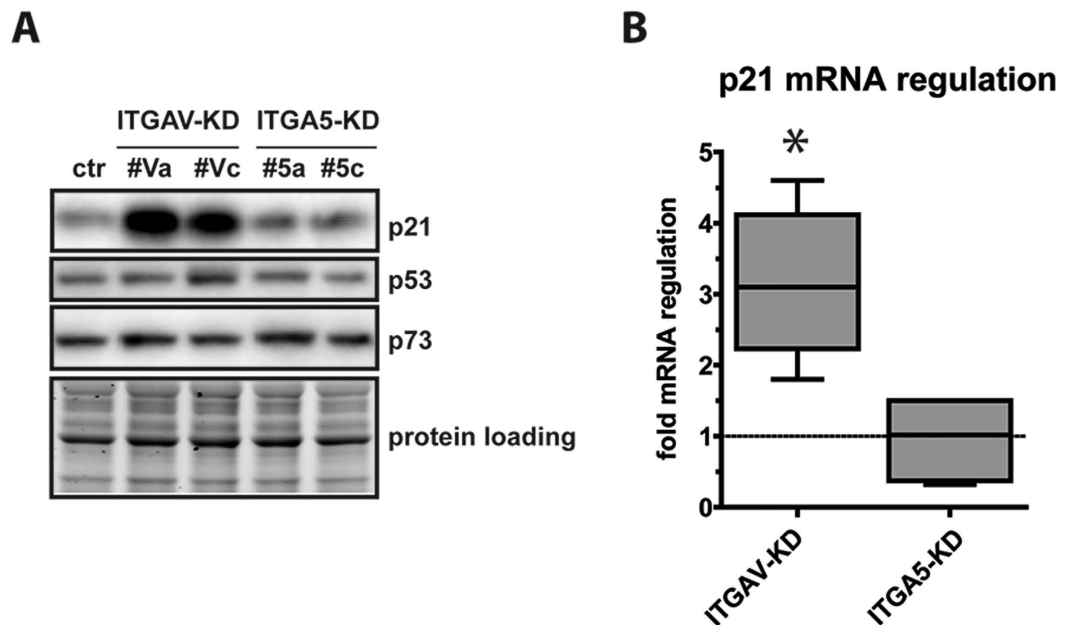 A
ITGAV-KD ITGA5-KD
ctr #Va #Vc #5a #5c
p21
p53
p73
protein loading
B
p21 mRNA regulation
*
fold mRNA regulation
5
4
3
2
1
0
ITGAV-KD
ITGA5-KD